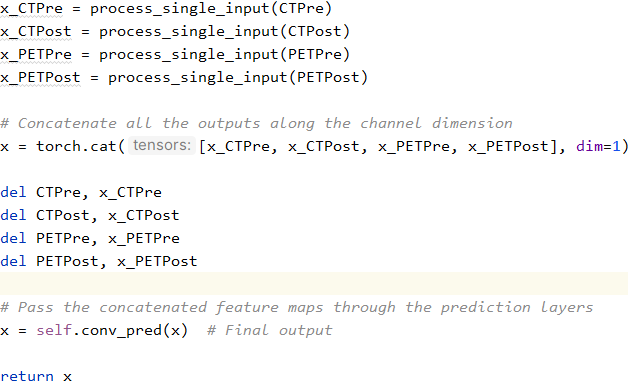 x_CTPre = process_single_input(CTPre)
x_CTPost = process_single_input(CTPost)
x_PETPre = process_single_input(PETPre)
x_PETPost = process_single_input(PETPost)
# Concatenate all the outputs along the channel dimension
x = torch.cat( tensors: [x_CTPre, x_CTPost, x_PETPre, x_PETPost], dim=1)
del CTPre, x_CTPre
del CTPost, x_CTPost
del PETPre, x_PETPre
del PETPost, x_PETPost
# Pass the concatenated feature maps through the prediction layers
x = self.conv_pred(x)  # Final output
return x